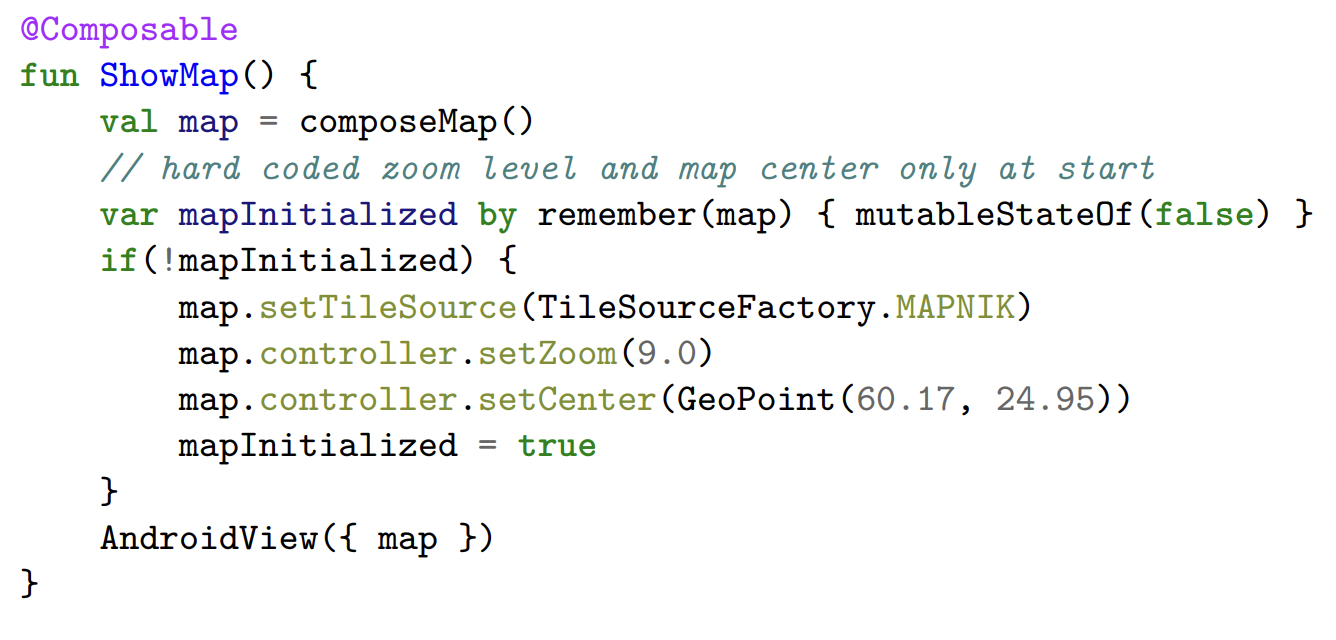 @Composable
fun ShowMap() {
    val map = composeMap()
    // hard coded zoom level and map center only at start
    var mapInitialized by remember(map) { mutableStateOf(false) }
    if(!mapInitialized) {
        map.setTileSource(TileSourceFactory.MAPNIK)
        map.controller.setZoom(9.0)
        map.controller.setCenter(GeoPoint(60.17, 24.95))
        mapInitialized = true
    }
    AndroidView({ map })
}